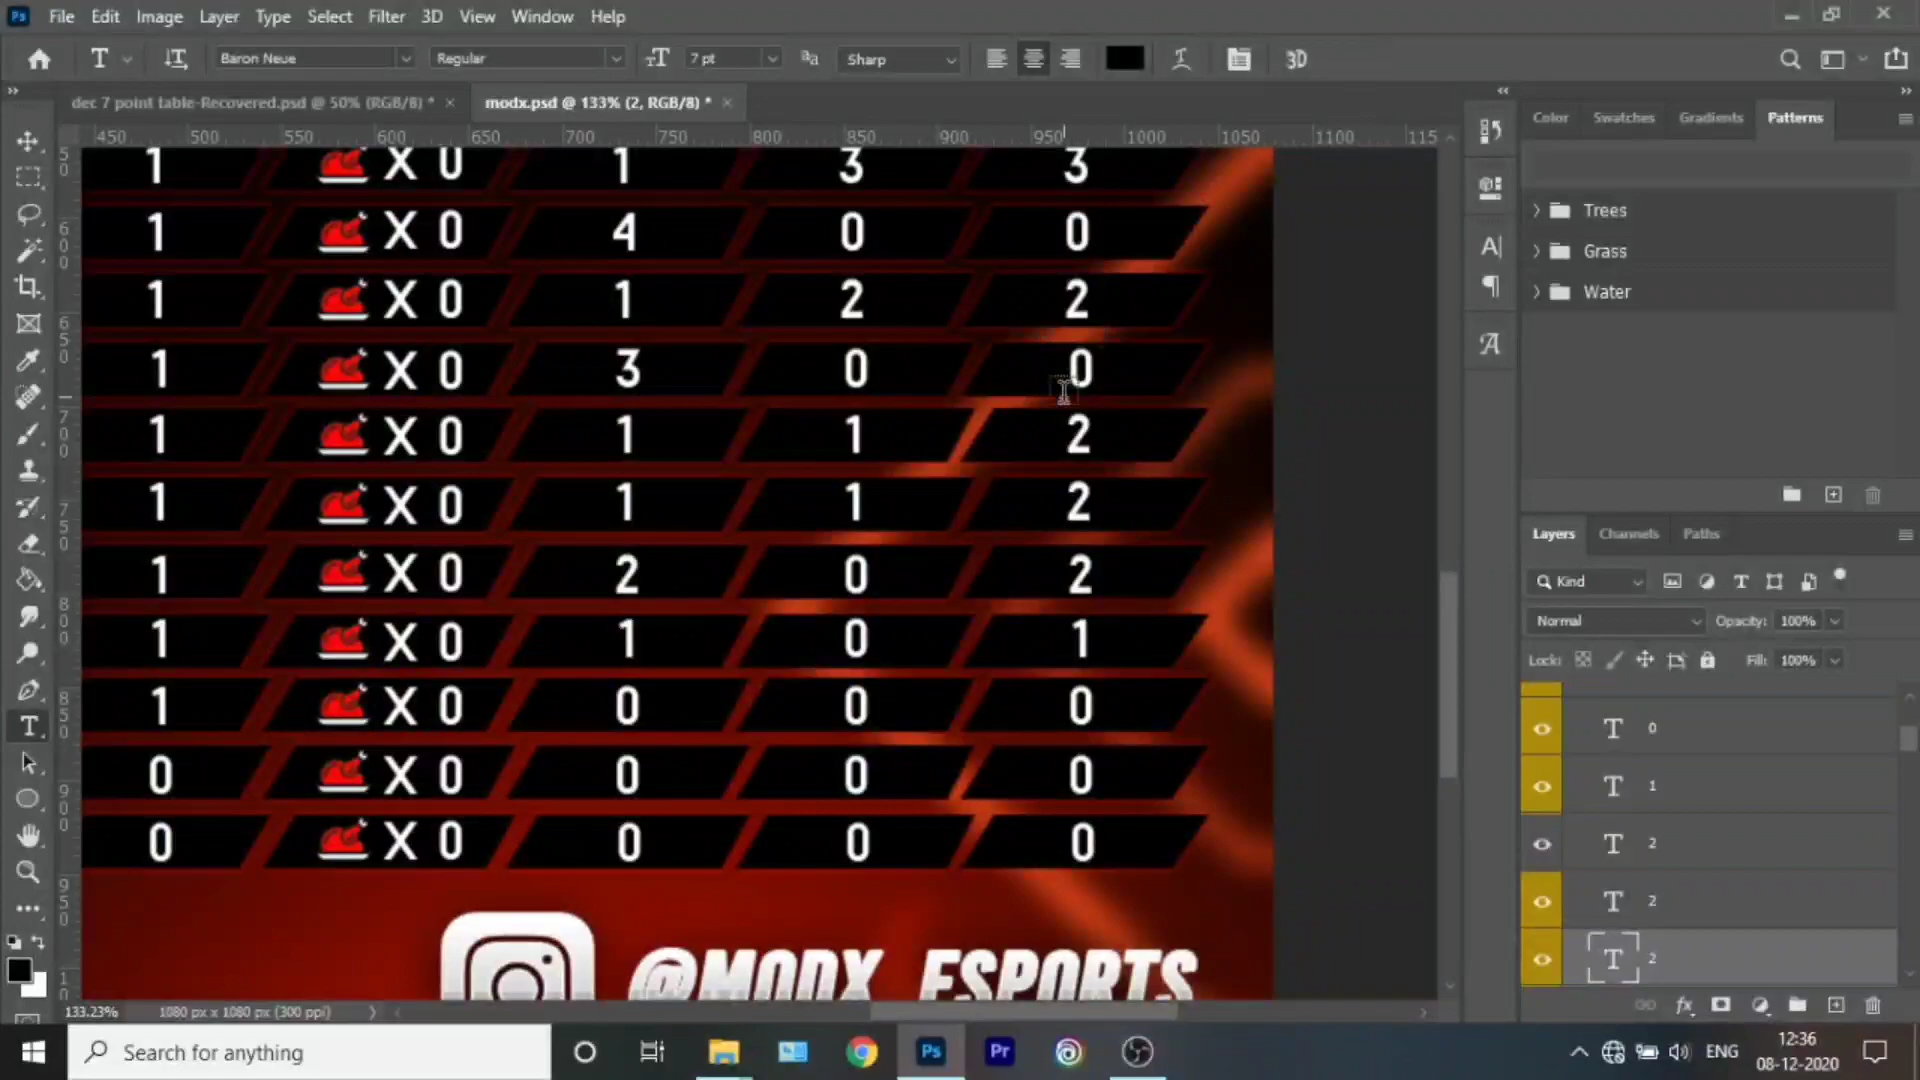 Ps File Edit Image Layer Type Select Filter 3D View Window Help
T Baron Neue Regular 7 pt aa Sharp 3D
dec 7 point table-Recovered.psd @ 50% (RGB/8) * × modx.psd @ 133% (2, RGB/8) * ×
Color Swatches Gradients Patterns
450 500 550 600 650 700 750 800 850 900 950 1000 1050 1100 115
1 X 0 1 3 3
1 X 0 4 0 0
Trees
Grass
1 X 0 1 2 2
Water
1 X 0 3 0 0
1 X 0 1 1 2
1 X 0 1 1 2
Layers Channels Paths
1 X 0 2 0 2
Kind
Normal Opacity: 100%
1 X 0 1 0 1
Lock: Fill: 100%
1 X 0 0 0 0
T 0
0 X 0 0 0 0
T 1
0 X 0 0 0 0
T 2
T 2
T 2
@MODX_ESPORTS
133.23% 1080 px x 1080 px (300 ppi)
Search for anything
Ps Pr
ENG
12:36
08-12-2020